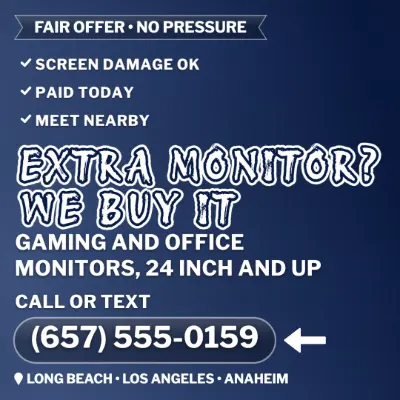 FAIR OFFER • NO PRESSURE
SCREEN DAMAGE OK
PAID TODAY
MEET NEARBY
EXTRA MONITOR?
WE BUY IT
GAMING AND OFFICE
MONITORS, 24 INCH AND UP
CALL OR TEXT
(657) 555-0159
LONG BEACH • LOS ANGELES • ANAHEIM